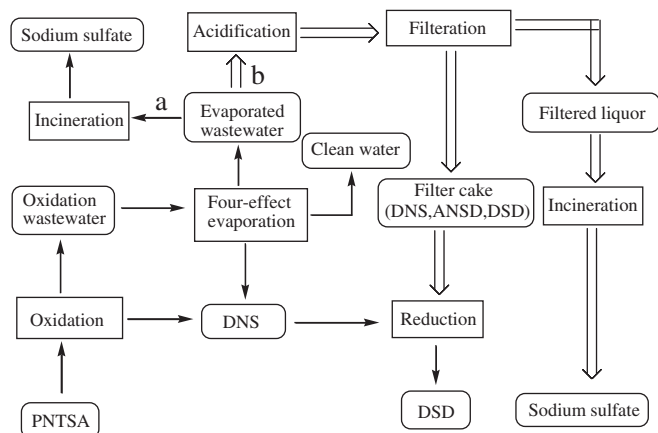 Sodium sulfate
Acidification
Filteration
a
b
Incineration
Evaporated
wastewater
Clean water
Filtered liquor
Oxidation
wastewater
Four-effect
evaporation
Filter cake
(DNS,ANSD,DSD)
Incineration
Oxidation
DNS
Reduction
PNTSA
DSD
Sodium sulfate